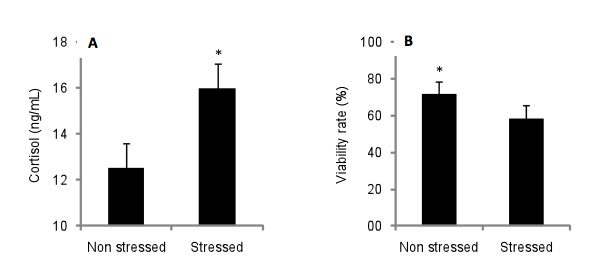 A
Cortisol (ng/mL)
18
16
14
12
10
*
Non stressed
Stressed
B
Viability rate (%)
100
80
60
40
20
00
*
Non stressed
Stressed